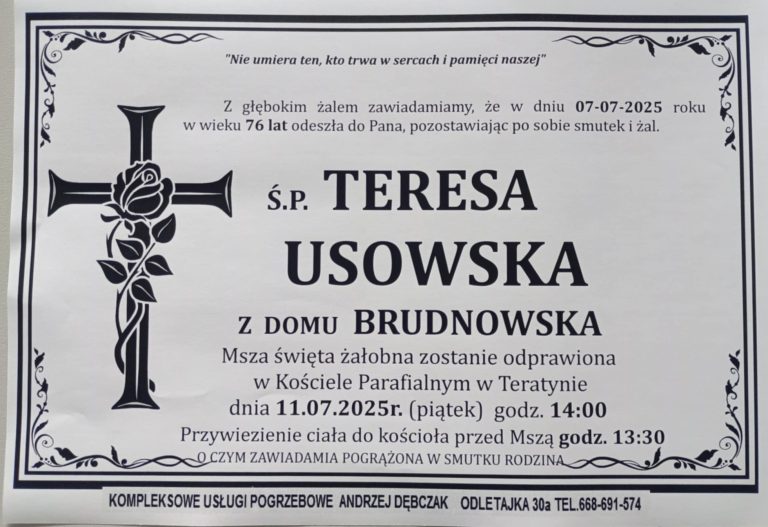 "Nie umiera ten, kto trwa w sercach i pamięci naszej"
Z głębokim żalem zawiadamiamy, że w dniu 07-07-2025 roku
w wieku 76 lat odeszła do Pana, pozostawiając po sobie smutek i żal.
Ś.P. TERESA
USOWSKA
Z DOMU BRUDNOWSKA
Msza święta żałobna zostanie odprawiona
w Kościele Parafialnym w Teratynie
dnia 11.07.2025r. (piątek) godz. 14:00
Przywiezienie ciała do kościoła przed Mszą godz. 13:30
O CZYM ZAWIADAMIA POGRĄŻONA W SMUTKU RODZINA
KOMPLEKSOWE USŁUGI POGRZEBOWE ANDRZEJ DĘBCZAK ODLETAJKA 30a TEL.668-691-574